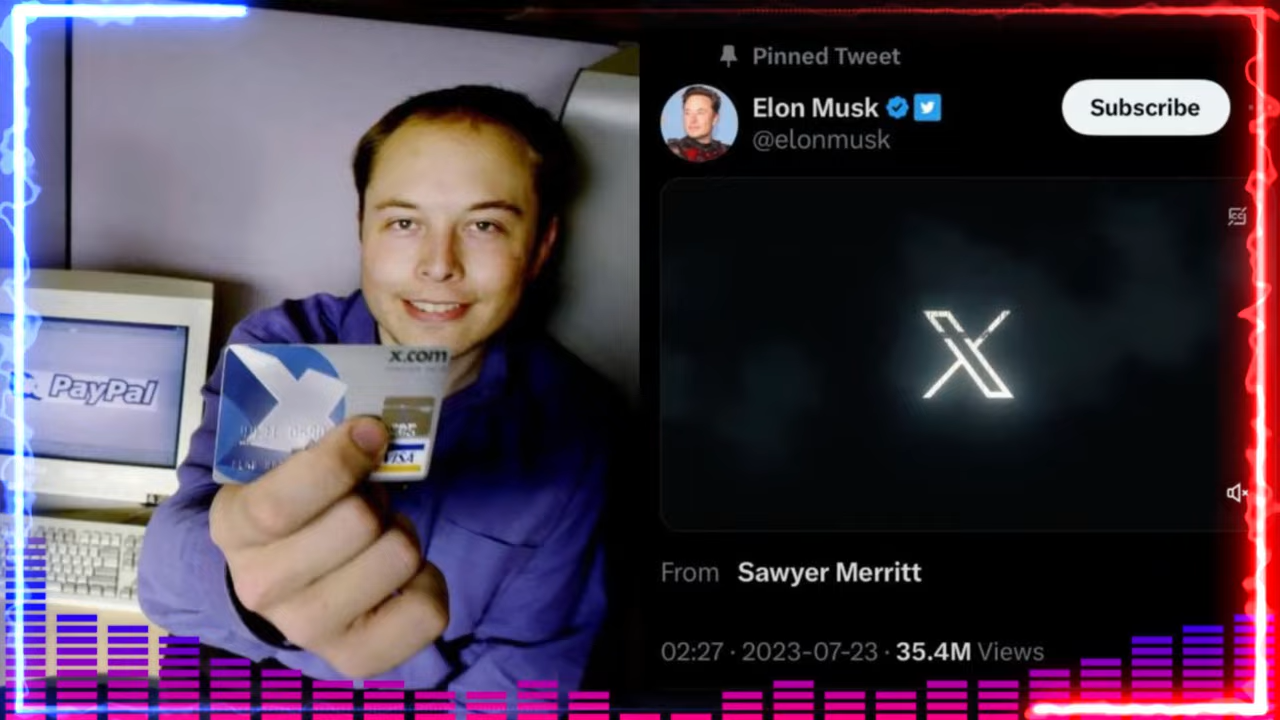 PayPal
x.com
VISA
Pinned Tweet
Elon Musk
@elonmusk
Subscribe
X
From Sawyer Merritt
02:27 · 2023-07-23 · 35.4M Views